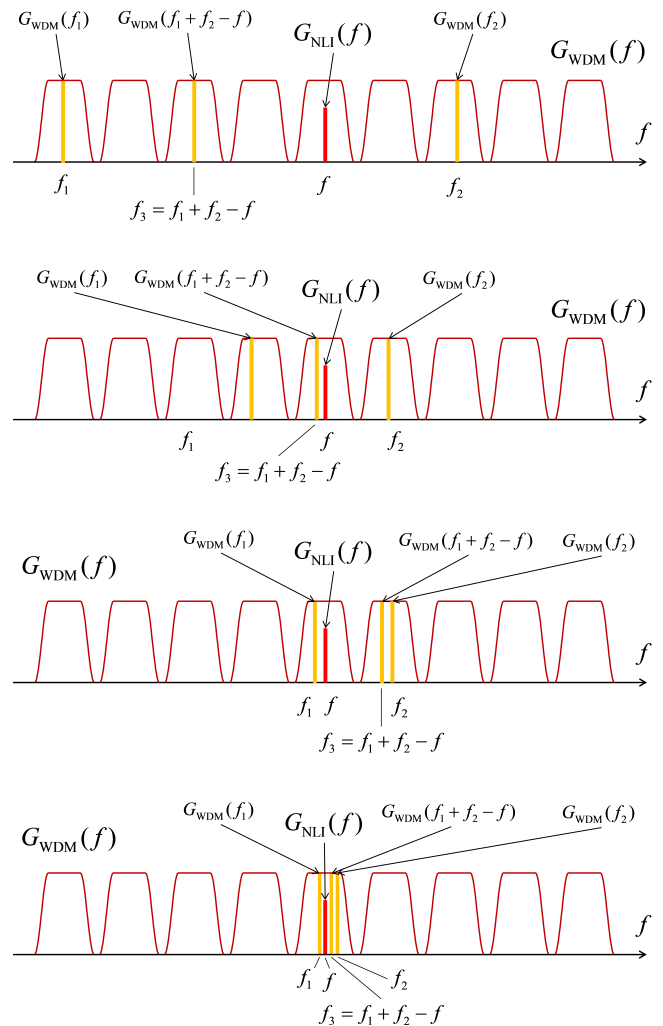 G_WDM(f_1) G_WDM(f_1 + f_2 − f) G_NLI(f) G_WDM(f_2)
G_WDM(f)
f
f_1 f f_2
f_3 = f_1 + f_2 − f
G_WDM(f_1) G_WDM(f_1 + f_2 − f) G_NLI(f) G_WDM(f_2)
G_WDM(f)
f
f_1 f f_2
f_3 = f_1 + f_2 − f
G_WDM(f_1) G_NLI(f) G_WDM(f_1 + f_2 − f) G_WDM(f_2)
G_WDM(f)
f
f_1 f f_2
f_3 = f_1 + f_2 − f
G_WDM(f_1) G_NLI(f) G_WDM(f_1 + f_2 − f) G_WDM(f_2)
G_WDM(f)
f
f_1 f f_2
f_3 = f_1 + f_2 − f